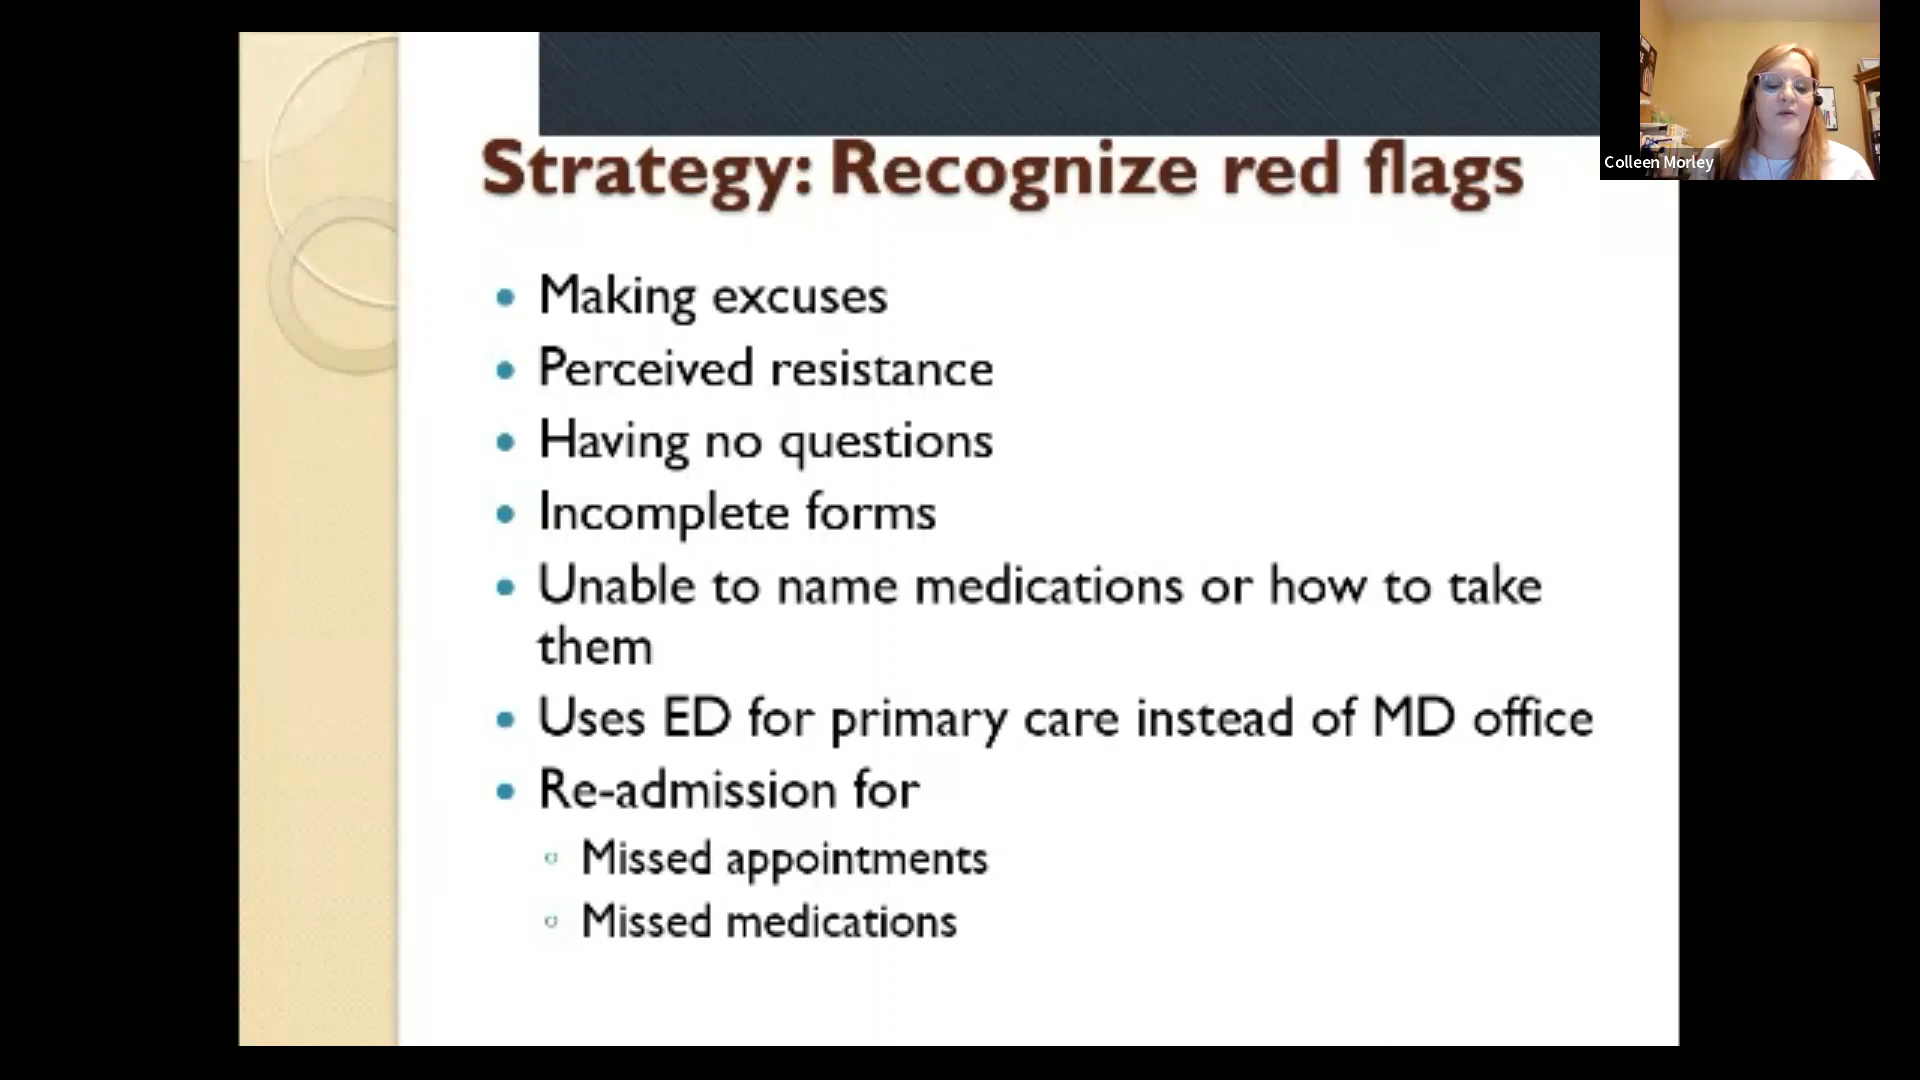 Strategy: Recognize red flags
Colleen Morley
• Making excuses
• Perceived resistance
• Having no questions
• Incomplete forms
• Unable to name medications or how to take
them
• Uses ED for primary care instead of MD office
• Re-admission for
◦ Missed appointments
◦ Missed medications